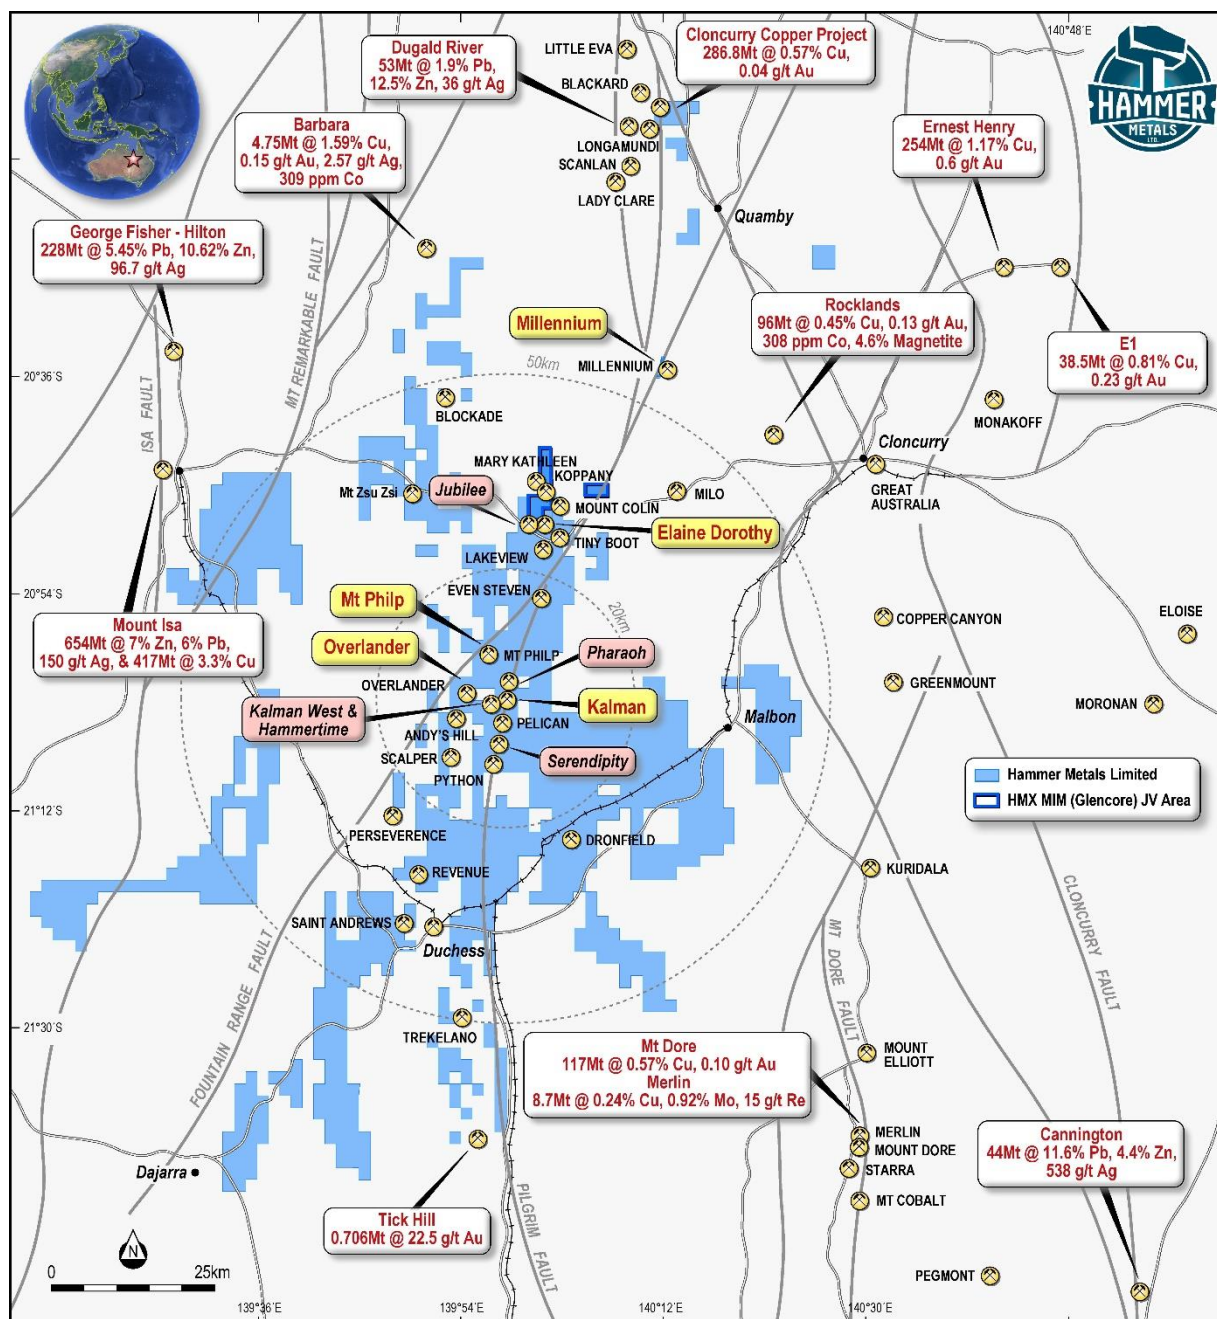 140°48'E
HAMMER
METALS
LTD.
Dugald River
53Mt @ 1.9% Pb,
12.5% Zn, 36 g/t Ag
LITTLE EVA
BLACKARD
LONGAMUNDI
SCANLAN
LADY CLARE
Cloncurry Copper Project
286.8Mt @ 0.57% Cu,
0.04 g/t Au
Ernest Henry
254Mt @ 1.17% Cu,
0.6 g/t Au
Barbara
4.75Mt @ 1.59% Cu,
0.15 g/t Au, 2.57 g/t Ag,
309 ppm Co
Quamby
George Fisher - Hilton
228Mt @ 5.45% Pb, 10.62% Zn,
96.7 g/t Ag
MT REMARKABLE FAULT
Rocklands
96Mt @ 0.45% Cu, 0.13 g/t Au,
308 ppm Co, 4.6% Magnetite
E1
38.5Mt @ 0.81% Cu,
0.23 g/t Au
Millennium
MILLENNIUM
50km
20°36'S
ISA FAULT
BLOCKADE
MONAKOFF
Cloncurry
GREAT
AUSTRALIA
MARY KATHLEEN
KOPPANY
Mt Zsu Zsi
Jubilee
MOUNT COLIN
MILO
Elaine Dorothy
TINY BOOT
LAKEVIEW
20°54'S
EVEN STEVEN
20km
Mount Isa
654Mt @ 7% Zn, 6% Pb,
150 g/t Ag, & 417Mt @ 3.3% Cu
Mt Philp
MT PHILP
Overlander
OVERLANDER
Pharaoh
Kalman West &
Hammertime
Kalman
ANDY'S HILL
PELICAN
SCALPER
PYTHON
Serendipity
COPPER CANYON
ELOISE
GREENMOUNT
MORONAN
Malbon
Hammer Metals Limited
HMX MIM (Glencore) JV Area
21°12'S
PERSEVERENCE
DRONFIELD
REVENUE
KURIDALA
SAINT ANDREWS
Duchess
FOUNTAIN RANGE FAULT
MT DORE FAULT
CLONCURRY FAULT
21°30'S
TREKELANO
Mt Dore
117Mt @ 0.57% Cu, 0.10 g/t Au
Merlin
8.7Mt @ 0.24% Cu, 0.92% Mo, 15 g/t Re
MOUNT
ELLIOTT
MERLIN
MOUNT DORE
STARRA
MT COBALT
Cannington
44Mt @ 11.6% Pb, 4.4% Zn,
538 g/t Ag
Dajarra
Tick Hill
0.706Mt @ 22.5 g/t Au
PILGRIM FAULT
PEGMONT
N
0 25km
139°36'E
139°54'E
140°12'E
140°30'E